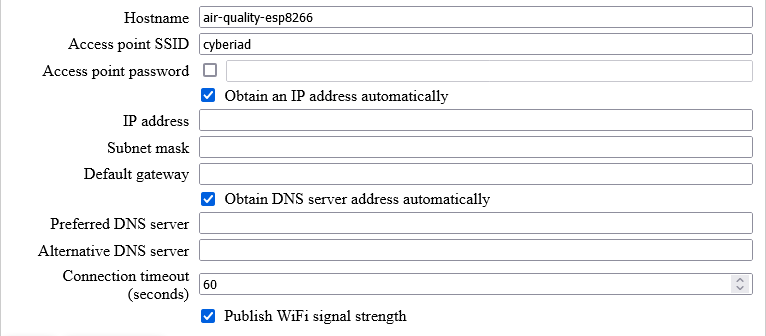 Hostname air-quality-esp8266
Access point SSID cyberiad
Access point password
Obtain an IP address automatically
IP address
Subnet mask
Default gateway
Obtain DNS server address automatically
Preferred DNS server
Alternative DNS server
Connection timeout
(seconds) 60
Publish WiFi signal strength